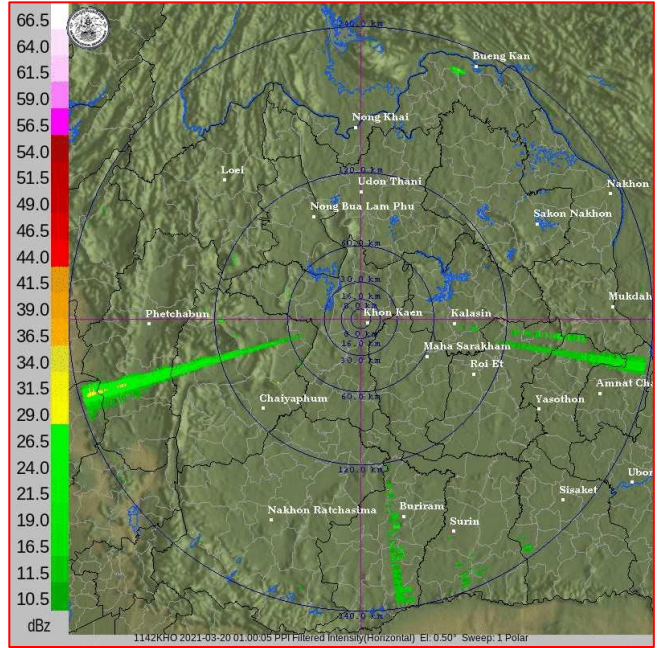 66.5
64.0
61.5
59.0
56.5
54.0
51.5
49.0
46.5
44.0
41.5
39.0
36.5
34.0
31.5
29.0
26.5
24.0
21.5
19.0
16.5
13.5
11.5
10.5
dBz
Bueng Kan
Nong Khai
Loei
Udon Thani
Nakhon
Nong Bua Lam Phu
Sakon Nakhon
Mukdah
Phetchabun
Khon Kaen
Kalasin
Maha Sarakham
Roi Et
Amnat Cha
Chaiyaphum
60.0 km
Yasothon
120.0 km
Ubon
Sisaket
Nakhon Ratchasima
Buriram
Surin
1142KHO 2021-03-20 01:00:05 PPI Filtered Intensity(Horizontal) El: 0.50° Sweep: 1 Polar